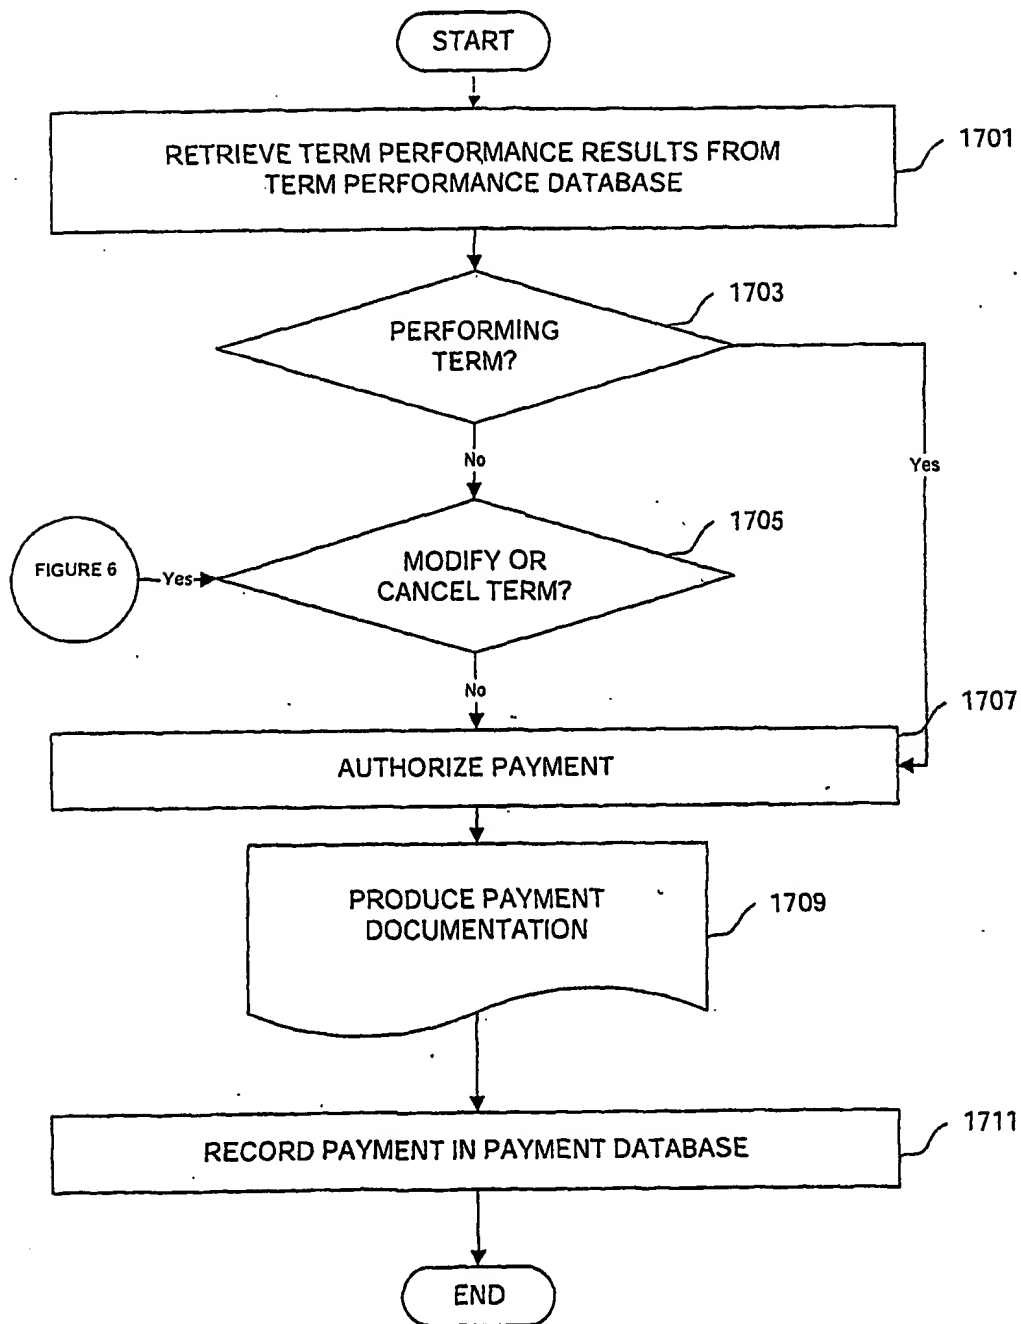 START
RETRIEVE TERM PERFORMANCE RESULTS FROM
TERM PERFORMANCE DATABASE
1701
1703
PERFORMING
TERM?
Yes
No
1705
MODIFY OR
CANCEL TERM?
FIGURE 6
Yes
No
1707
AUTHORIZE PAYMENT
PRODUCE PAYMENT
DOCUMENTATION
1709
1711
RECORD PAYMENT IN PAYMENT DATABASE
END